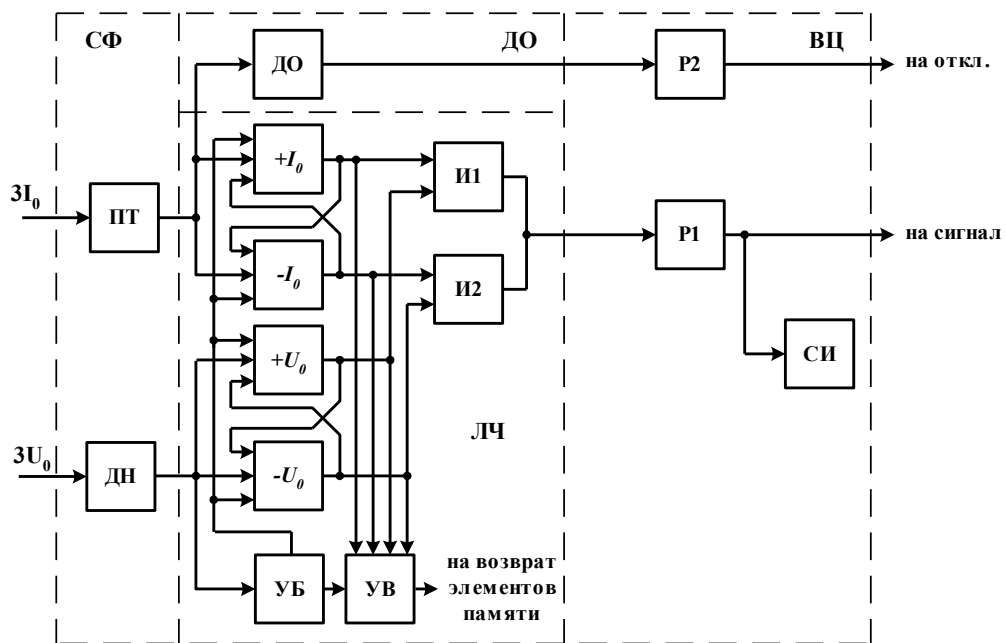 СФ
ДО
ВЦ
ДО
Р2
на откл.
+I₀
И1
3I₀
ПТ
Р1
на сигнал
-I₀
И2
+U₀
СИ
ЛЧ
3U₀
ДН
-U₀
УБ
УВ
на возврат
элементов
памяти